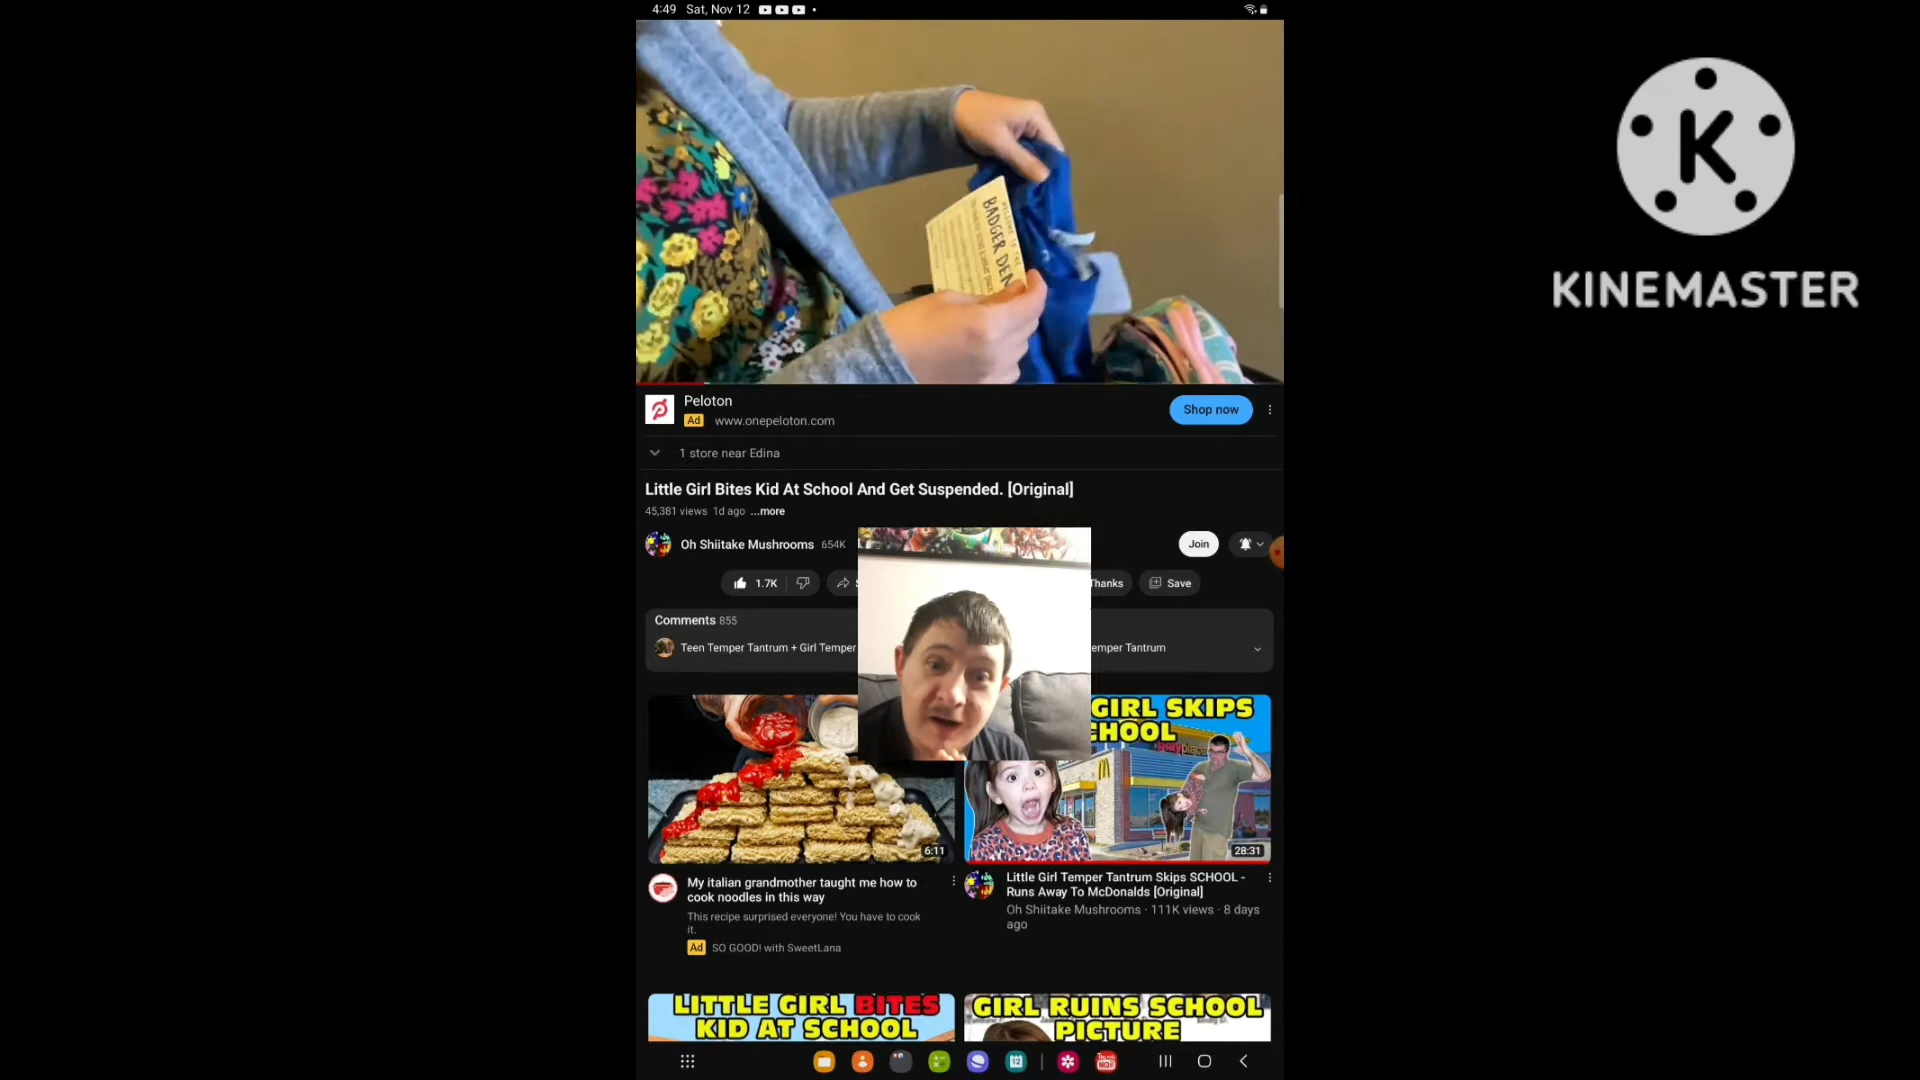 4:49 Sat, Nov 12
K
KINEMASTER
WELCOME TO THE
BADGER DEN
Peloton
Ad www.onepeloton.com
Shop now
1 store near Edina
Little Girl Bites Kid At School And Get Suspended. [Original]
45,381 views 1d ago ...more
Oh Shiitake Mushrooms 654K
Join
1.7K
Thanks
Save
Comments 855
Teen Temper Tantrum + Girl Temper
emper Tantrum
GIRL SKIPS
CHOOL
6:11
28:31
My italian grandmother taught me how to
cook noodles in this way
This recipe surprised everyone! You have to cook
it.
Ad SO GOOD! with SweetLana
Little Girl Temper Tantrum Skips SCHOOL -
Runs Away To McDonalds [Original]
Oh Shiitake Mushrooms · 111K views · 8 days
ago
LITTLE GIRL BITES
KID AT SCHOOL
GIRL RUINS SCHOOL
PICTURE
12